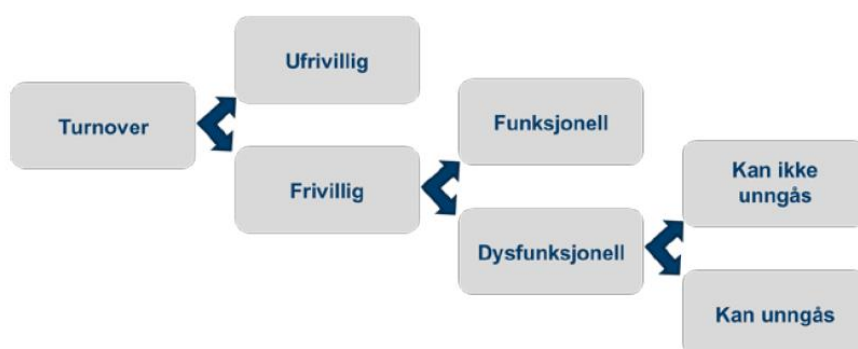 Ufrivillig
Turnover
Funksjonell
Frivillig
Kan ikke
unngås
Dysfunksjonell
Kan unngås